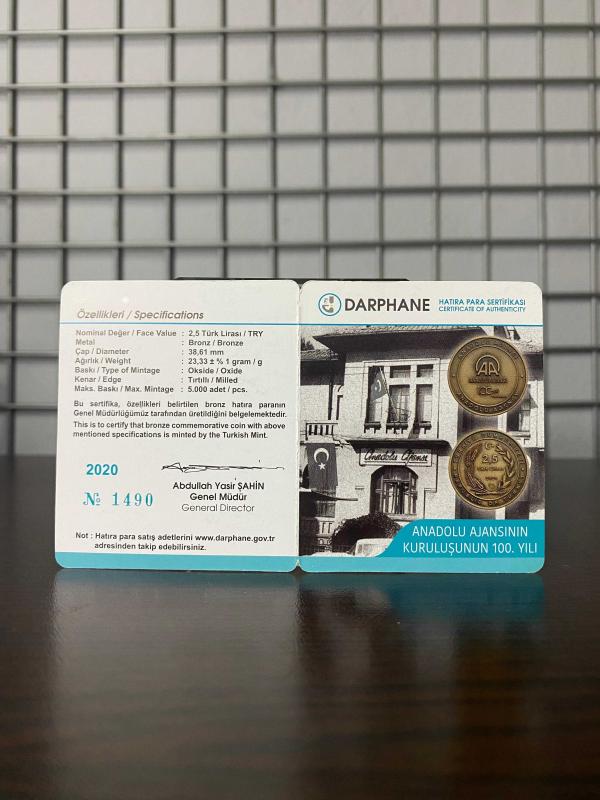 Özellikleri / Specifications
Nominal Değer / Face Value : 2,5 Türk Lirası / TRY
Metal : Bronz / Bronze
Çap / Diameter : 38,61 mm
Ağırlık / Weight : 23,33 ± % 1 gram / g
Baskı / Type of Mintage : Okside / Oxide
Kenar / Edge : Tırtıllı / Milled
Maks. Baskı / Max. Mintage : 5.000 adet / pcs.
Bu sertifika, özellikleri belirtilen bronz hatıra paranın
Genel Müdürlüğümüz tarafından üretildiğini belgelemektedir.
This is to certify that bronze commemorative coin with above
mentioned specifications is minted by the Turkish Mint.
2020
№ 1490
Abdullah Yasir ŞAHİN
Genel Müdür
General Director
Not : Hatıra para satış adetlerini www.darphane.gov.tr
adresinden takip edebilirsiniz.
DARPHANE
HATIRA PARA SERTİFİKASI
CERTIFICATE OF AUTHENTICITY
AA
Anadolu Ajansı
2,5
TÜRK LİRASI
ANADOLU AJANSININ
KURULUŞUNUN 100. YILI